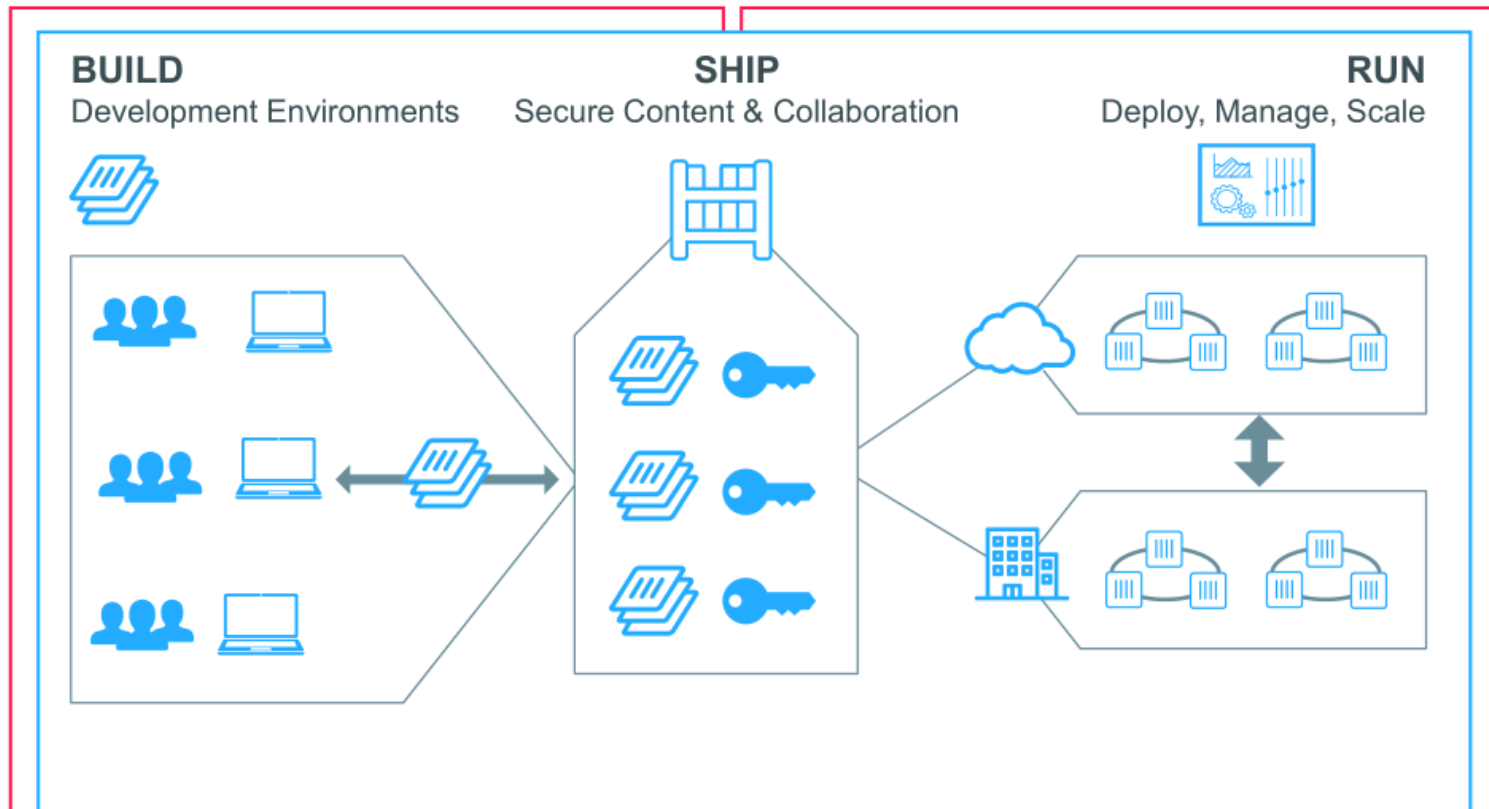 BUILD
Development Environments
SHIP
Secure Content & Collaboration
RUN
Deploy, Manage, Scale